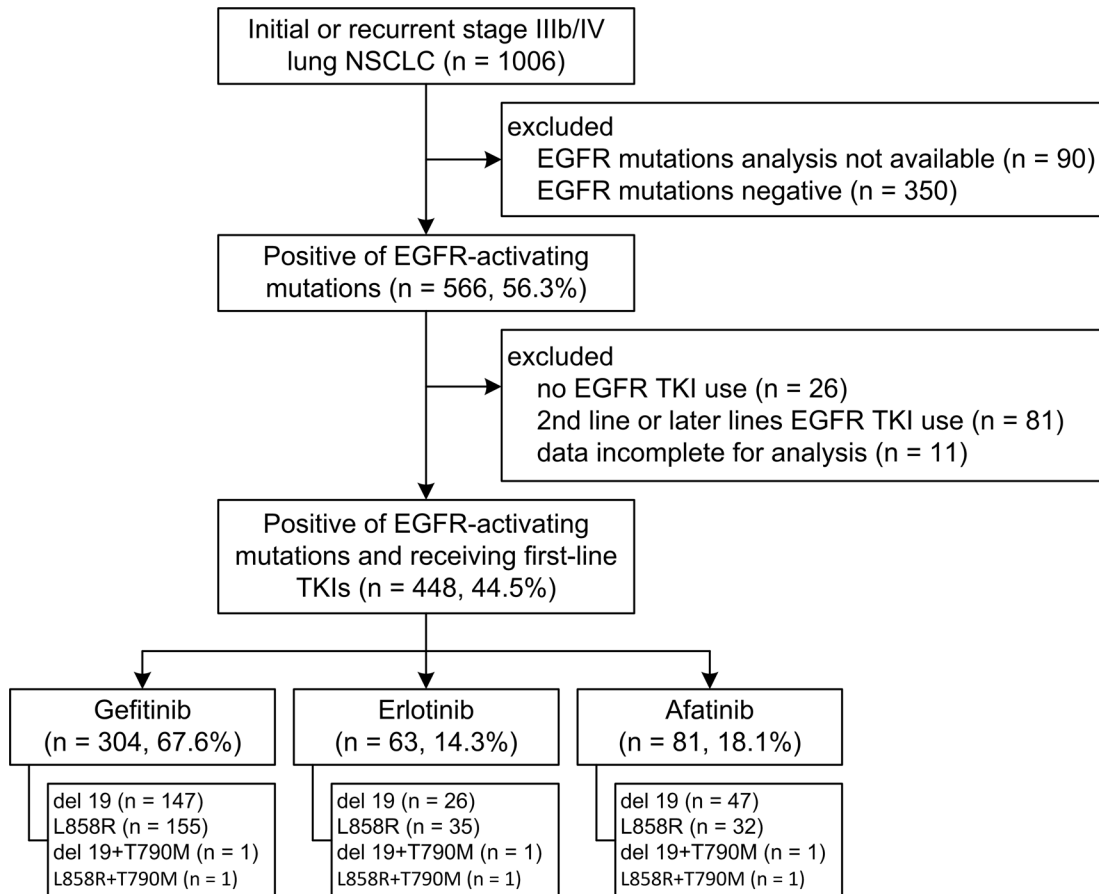 Initial or recurrent stage IIIb/IV
lung NSCLC (n = 1006)
excluded
EGFR mutations analysis not available (n = 90)
EGFR mutations negative (n = 350)
Positive of EGFR-activating
mutations (n = 566, 56.3%)
excluded
no EGFR TKI use (n = 26)
2nd line or later lines EGFR TKI use (n = 81)
data incomplete for analysis (n = 11)
Positive of EGFR-activating
mutations and receiving first-line
TKIs (n = 448, 44.5%)
Gefitinib
(n = 304, 67.6%)
del 19 (n = 147)
L858R (n = 155)
del 19+T790M (n = 1)
L858R+T790M (n = 1)
Erlotinib
(n = 63, 14.3%)
del 19 (n = 26)
L858R (n = 35)
del 19+T790M (n = 1)
L858R+T790M (n = 1)
Afatinib
(n = 81, 18.1%)
del 19 (n = 47)
L858R (n = 32)
del 19+T790M (n = 1)
L858R+T790M (n = 1)